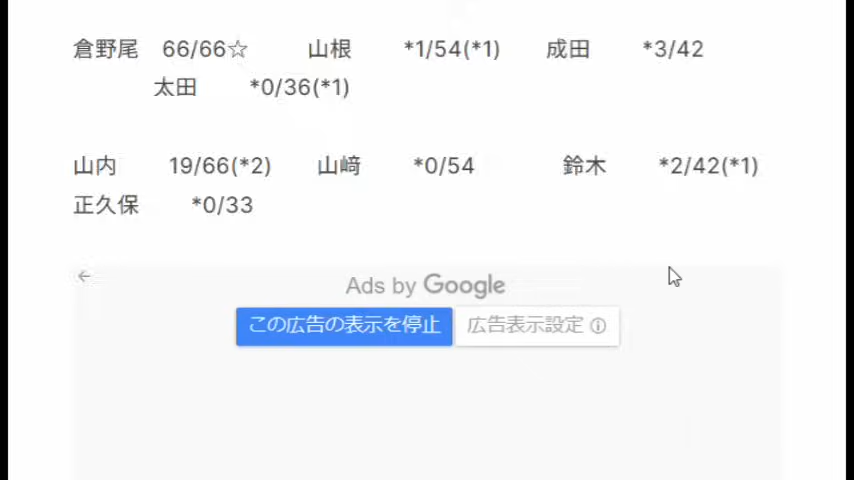 倉野尾 66/66☆ 山根 *1/54(*1) 成田 *3/42
太田 *0/36(*1)
山内 19/66(*2) 山﨑 *0/54 鈴木 *2/42(*1)
正久保 *0/33
Ads by Google
この広告の表示を停止 広告表示設定